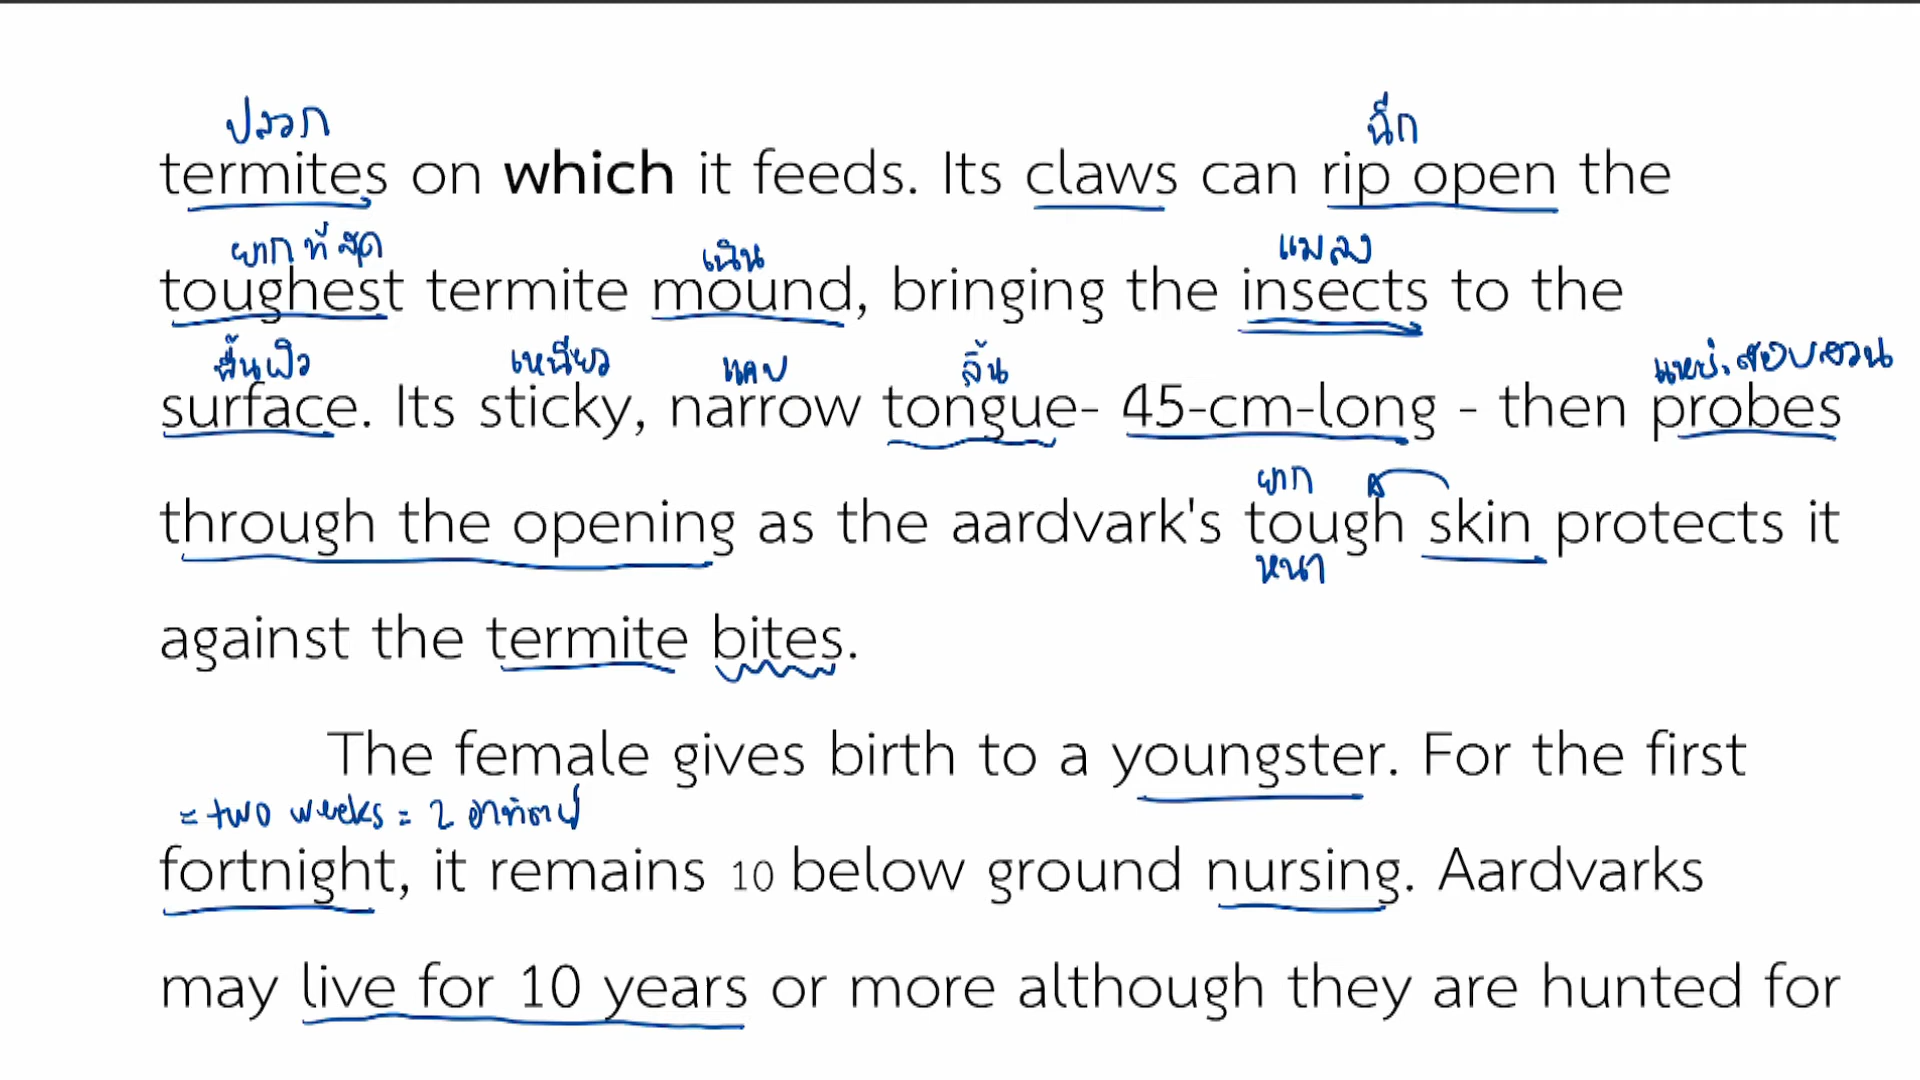 ปลวก ฉีก
termites on which it feeds. Its claws can rip open the
ยากที่สุด เนิน แมลง
toughest termite mound, bringing the insects to the
พื้นผิว เหนียว แคบ ลิ้น แหย่, สอบสวน
surface. Its sticky, narrow tongue- 45-cm-long - then probes
ยาก
through the opening as the aardvark's tough skin protects it
หนา
against the termite bites.
The female gives birth to a youngster. For the first
= two weeks = 2 อาทิตย์
fortnight, it remains 10 below ground nursing. Aardvarks
may live for 10 years or more although they are hunted for